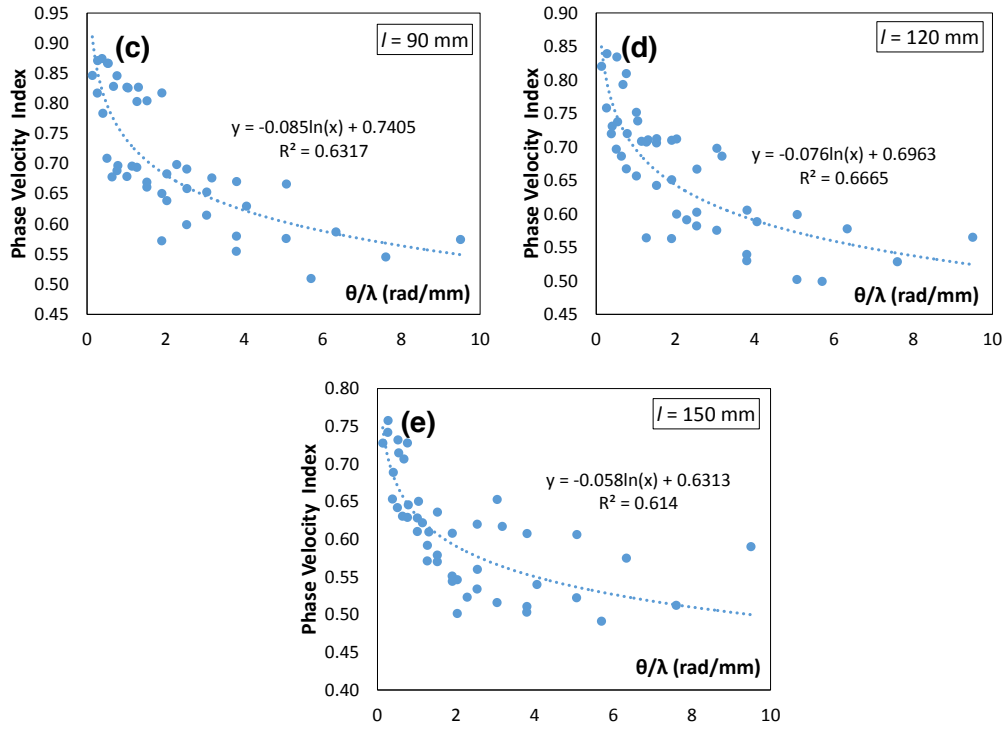 (c)
l = 90 mm
0.95
0.90
0.85
0.80
0.75
0.70
0.65
0.60
0.55
0.50
0.45
Phase Velocity Index
y = -0.085ln(x) + 0.7405
R² = 0.6317
θ/λ (rad/mm)
0 2 4 6 8 10
(d)
l = 120 mm
0.90
0.85
0.80
0.75
0.70
0.65
0.60
0.55
0.50
0.45
Phase Velocity Index
y = -0.076ln(x) + 0.6963
R² = 0.6665
θ/λ (rad/mm)
0 2 4 6 8 10
(e)
l = 150 mm
0.80
0.75
0.70
0.65
0.60
0.55
0.50
0.45
0.40
Phase Velocity Index
y = -0.058ln(x) + 0.6313
R² = 0.614
θ/λ (rad/mm)
0 2 4 6 8 10